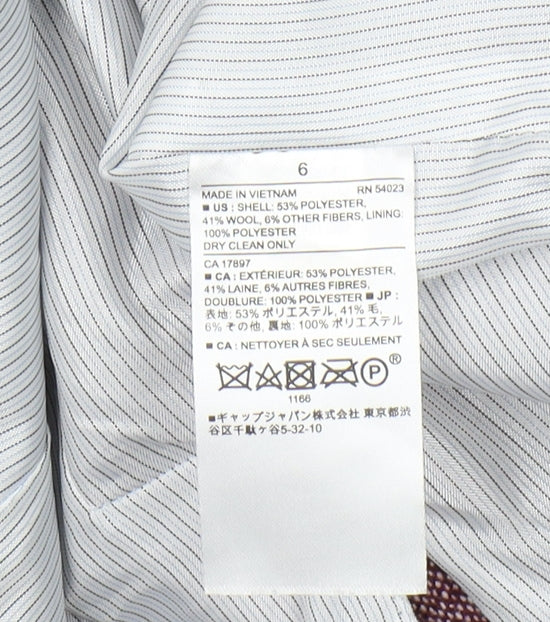 6
MADE IN VIETNAM RN 54023
■ US : SHELL: 53% POLYESTER,
41% WOOL, 6% OTHER FIBERS, LINING:
100% POLYESTER
DRY CLEAN ONLY
CA 17897
■ CA : EXTÉRIEUR: 53% POLYESTER,
41% LAINE, 6% AUTRES FIBRES,
DOUBLURE: 100% POLYESTER ■ JP :
表地: 53% ポリエステル, 41% 毛,
6% その他, 裏地: 100% ポリエステル
■ CA : NETTOYER À SEC SEULEMENT
P ®
1166
■ギャップジャパン株式会社 東京都渋
谷区千駄ケ谷5-32-10